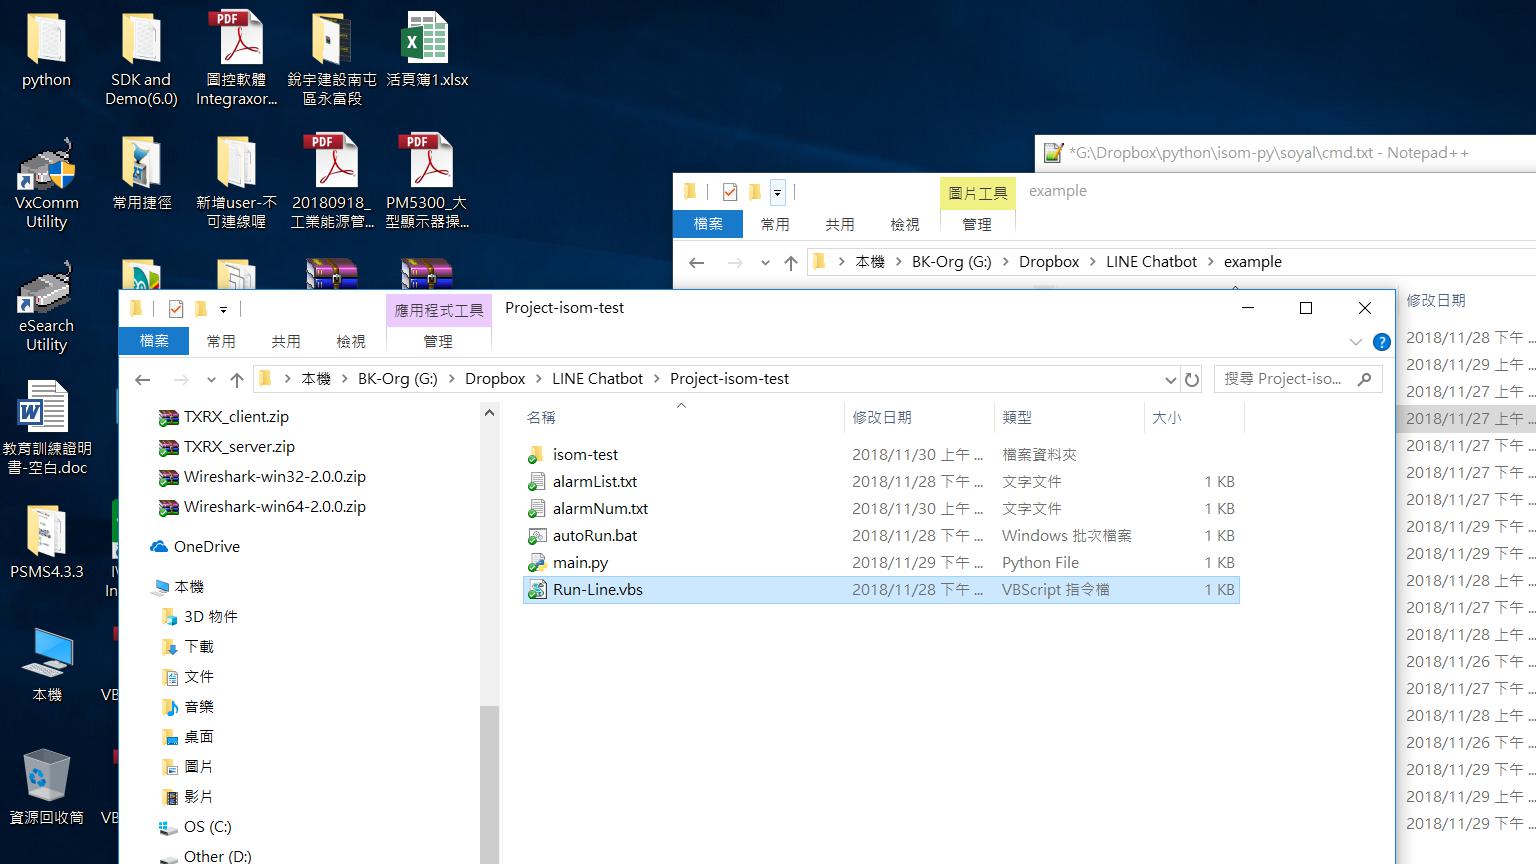 python
SDK and
Demo(6.0)
圖控軟體
Integraxor...
銳宇建設南屯
區永富段
活頁簿1.xlsx
VxComm
Utility
常用捷徑
新增user-不
可連線喔
20180918_
工業能源管...
PM5300_大
型顯示器操...
eSearch
Utility
教育訓練證明
書-空白.doc
PSMS4.3.3
本機
資源回收筒
*G:\Dropbox\python\isom-py\soyal\cmd.txt - Notepad++
圖片工具
example
檔案
常用
共用
檢視
管理
本機 > BK-Org (G:) > Dropbox > LINE Chatbot > example
修改日期
2018/11/28 下午 ...
2018/11/29 上午 ...
2018/11/27 上午 ...
2018/11/27 上午 ...
2018/11/27 下午 ...
2018/11/27 下午 ...
2018/11/27 下午 ...
2018/11/29 下午 ...
2018/11/29 下午 ...
2018/11/28 上午 ...
2018/11/27 下午 ...
2018/11/28 上午 ...
2018/11/26 下午 ...
2018/11/27 下午 ...
2018/11/28 上午 ...
2018/11/26 下午 ...
2018/11/29 下午 ...
2018/11/29 上午 ...
2018/11/29 下午 ...
應用程式工具
Project-isom-test
檔案
常用
共用
檢視
管理
本機 > BK-Org (G:) > Dropbox > LINE Chatbot > Project-isom-test
搜尋 Project-iso...
TXRX_client.zip
TXRX_server.zip
Wireshark-win32-2.0.0.zip
Wireshark-win64-2.0.0.zip
OneDrive
本機
3D 物件
下載
文件
音樂
桌面
圖片
影片
OS (C:)
Other (D:)
名稱 修改日期 類型 大小
isom-test 2018/11/30 上午 ... 檔案資料夾
alarmList.txt 2018/11/28 下午 ... 文字文件 1 KB
alarmNum.txt 2018/11/30 上午 ... 文字文件 1 KB
autoRun.bat 2018/11/28 下午 ... Windows 批次檔案 1 KB
main.py 2018/11/29 下午 ... Python File 1 KB
Run-Line.vbs 2018/11/28 下午 ... VBScript 指令檔 1 KB